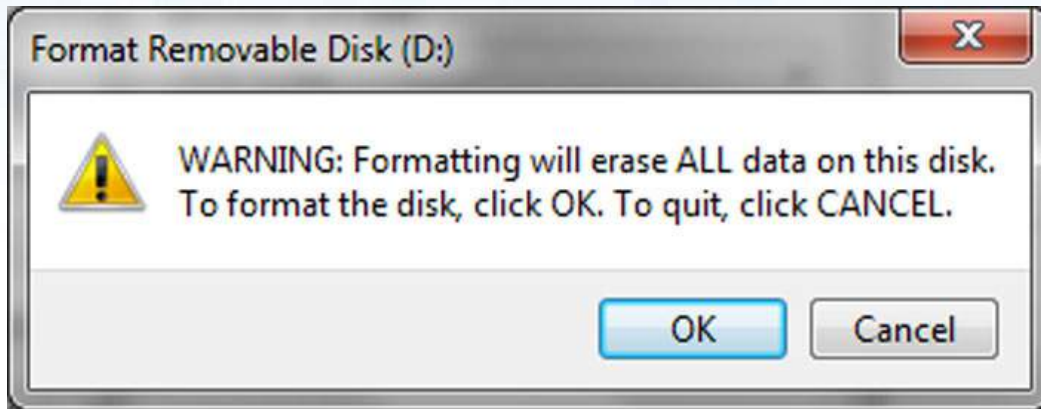 Format Removable Disk (D:)
WARNING: Formatting will erase ALL data on this disk.
To format the disk, click OK. To quit, click CANCEL.
OK
Cancel